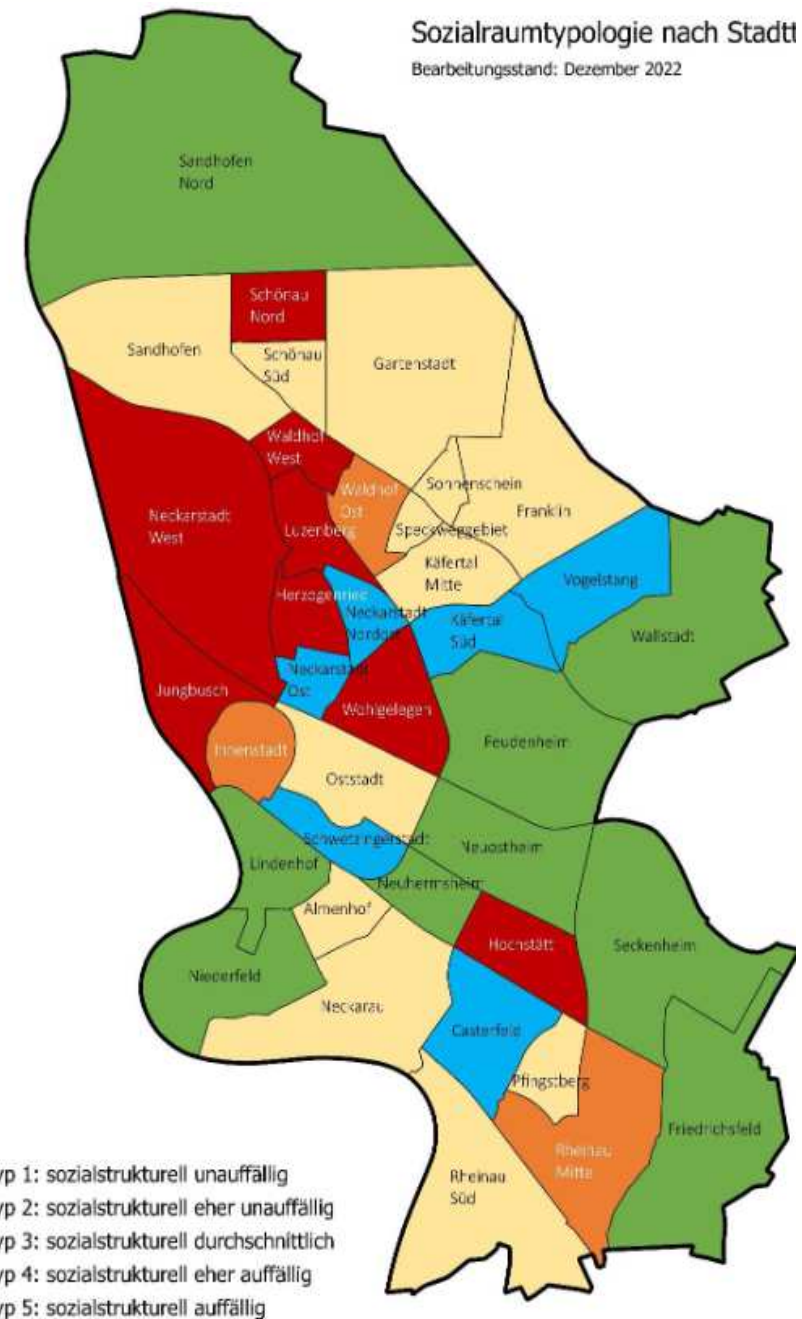 Sozialraumtypologie nach Stadtt
Bearbeitungsstand: Dezember 2022
Sandhofen
Nord
Schönau
Nord
Sandhofen
Schönau
Süd
Gartenstadt
Waldhof
West
Waldhof
Ost
Sonnenschein
Neckarstadt
West
Luzenberg
Speckweggebiet
Franklin
Käfertal
Mitte
Vogelstang
Herzogenried
Neckarstadt
Nordost
Käfertal
Süd
Wallstadt
Neckarstadt
Ost
Jungbusch
Wohlgelegen
Innenstadt
Feudenheim
Oststadt
Schwetzingerstadt
Neuostheim
Lindenhof
Neuhermsheim
Almenhof
Hochstätt
Seckenheim
Niederfeld
Neckarau
Casterfeld
Pfingstberg
Friedrichsfeld
Rheinau
Mitte
Rheinau
Süd
yp 1: sozialstrukturell unauffällig
yp 2: sozialstrukturell eher unauffällig
yp 3: sozialstrukturell durchschnittlich
yp 4: sozialstrukturell eher auffällig
yp 5: sozialstrukturell auffällig